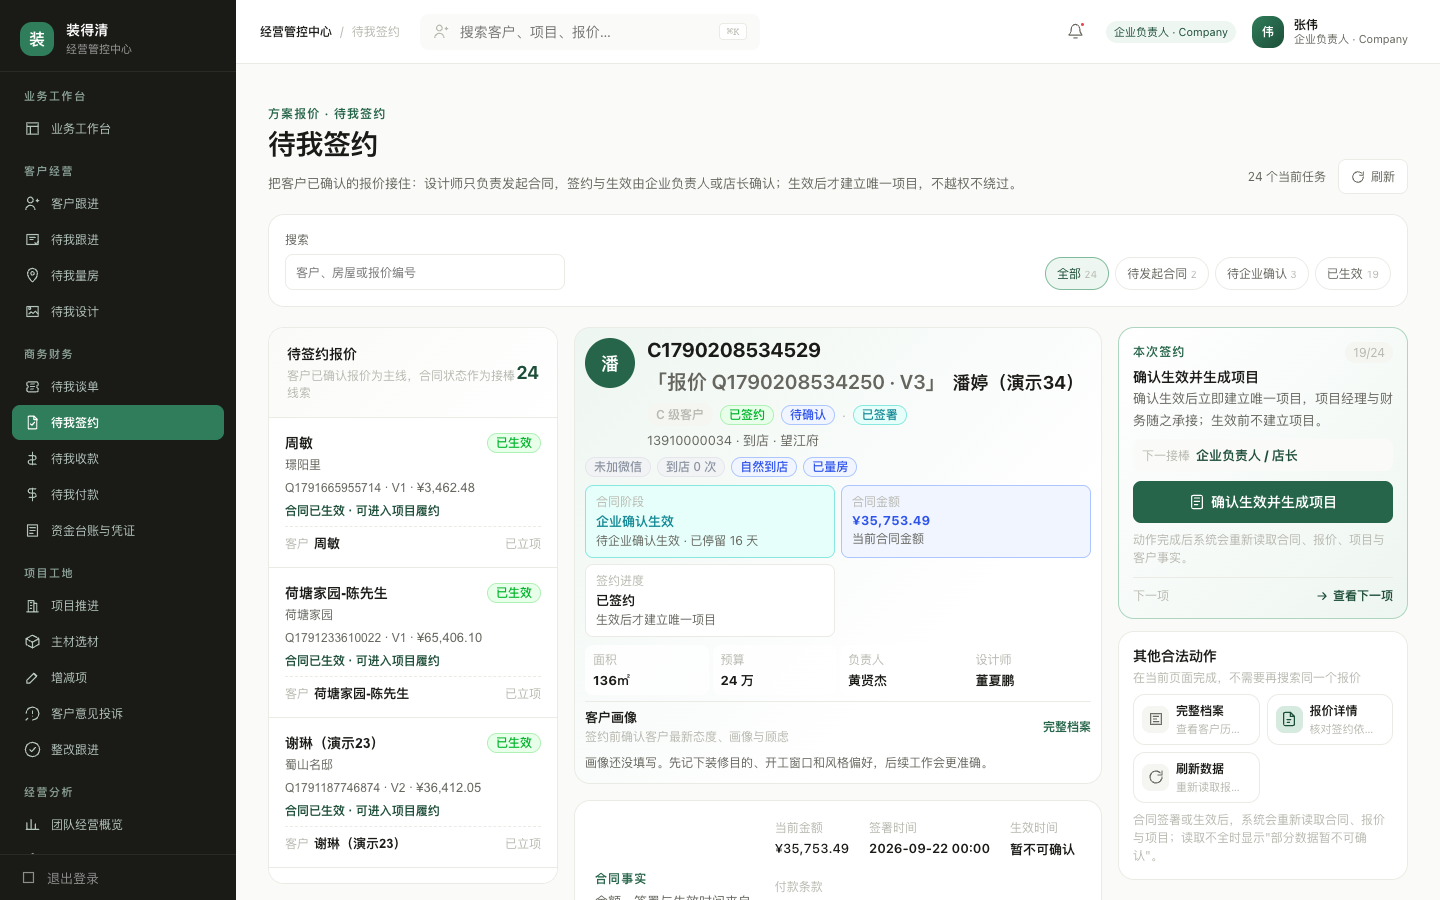 装
装得清
经营管控中心
业务工作台
业务工作台
客户经营
客户跟进
待我跟进
待我量房
待我设计
商务财务
待我谈单
待我签约
待我收款
待我付款
资金台账与凭证
项目工地
项目推进
主材选材
增减项
客户意见投诉
整改跟进
经营分析
团队经营概览
退出登录
经营管控中心 / 待我签约
搜索客户、项目、报价...
⌘K
企业负责人 · Company
伟
张伟
企业负责人 · Company
方案报价 · 待我签约
待我签约
把客户已确认的报价接住：设计师只负责发起合同，签约与生效由企业负责人或店长确认；生效后才建立唯一项目，不越权不绕过。
24 个当前任务
刷新
搜索
客户、房屋或报价编号
全部 24
待发起合同 2
待企业确认 3
已生效 19
待签约报价
客户已确认报价为主线，合同状态作为接棒线索
24
周敏
已生效
璟阳里
Q1791665955714 · V1 · ¥3,462.48
合同已生效 · 可进入项目履约
客户 周敏
已立项
荷塘家园-陈先生
已生效
荷塘家园
Q1791233610022 · V1 · ¥65,406.10
合同已生效 · 可进入项目履约
客户 荷塘家园-陈先生
已立项
谢琳（演示23）
已生效
蜀山名邸
Q1791187746874 · V2 · ¥36,412.05
合同已生效 · 可进入项目履约
客户 谢琳（演示23）
已立项
潘
C1790208534529
「报价 Q1790208534250 · V3」 潘婷（演示34）
C 级客户
已签约
待确认
·
已签署
13910000034 · 到店 · 望江府
未加微信
到店 0 次
自然到店
已量房
合同阶段
企业确认生效
待企业确认生效 · 已停留 16 天
合同金额
¥35,753.49
当前合同金额
签约进度
已签约
生效后才建立唯一项目
面积
136㎡
预算
24 万
负责人
黄贤杰
设计师
董夏鹏
客户画像
签约前确认客户最新态度、画像与顾虑
完整档案
画像还没填写。先记下装修目的、开工窗口和风格偏好，后续工作会更准确。
合同事实
金额、签署与生效时间来自
当前金额
¥35,753.49
签署时间
2026-09-22 00:00
生效时间
暂不可确认
付款条款
本次签约
19/24
确认生效并生成项目
确认生效后立即建立唯一项目，项目经理与财
务随之承接；生效前不建立项目。
下一接棒 企业负责人 / 店长
确认生效并生成项目
动作完成后系统会重新读取合同、报价、项目与
客户事实。
下一项
→ 查看下一项
其他合法动作
在当前页面完成，不需要再搜索同一个报价
完整档案
查看客户历...
报价详情
核对签约依...
刷新数据
重新读取报...
合同签署或生效后，系统会重新读取合同、报价
与项目；读取不全时显示"部分数据暂不可确
认"。